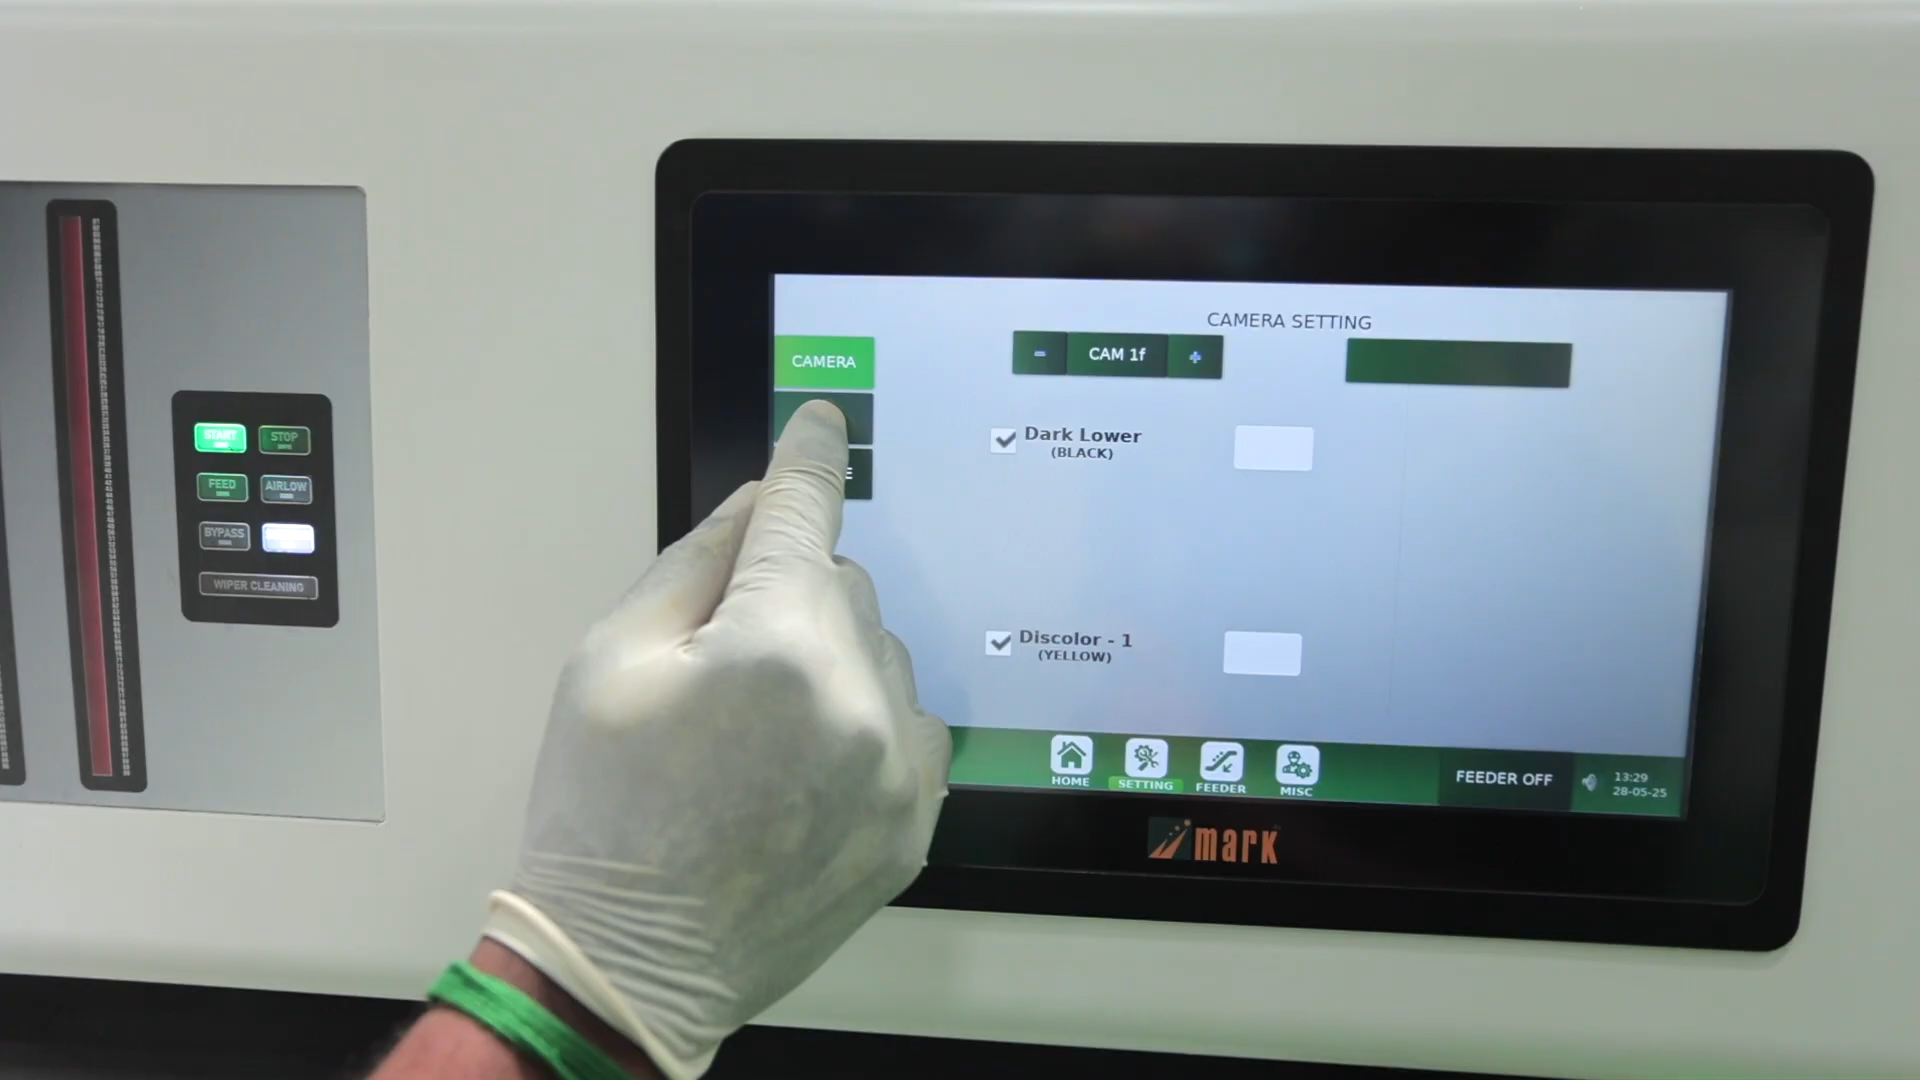 START
STOP
FEED
AIRLOW
BYPASS
WIPER CLEANING
CAMERA SETTING
CAMERA
E
- CAM 1f +
Dark Lower
(BLACK)
Discolor - 1
(YELLOW)
HOME
SETTING
FEEDER
MISC
FEEDER OFF
13:29
28-05-25
mark